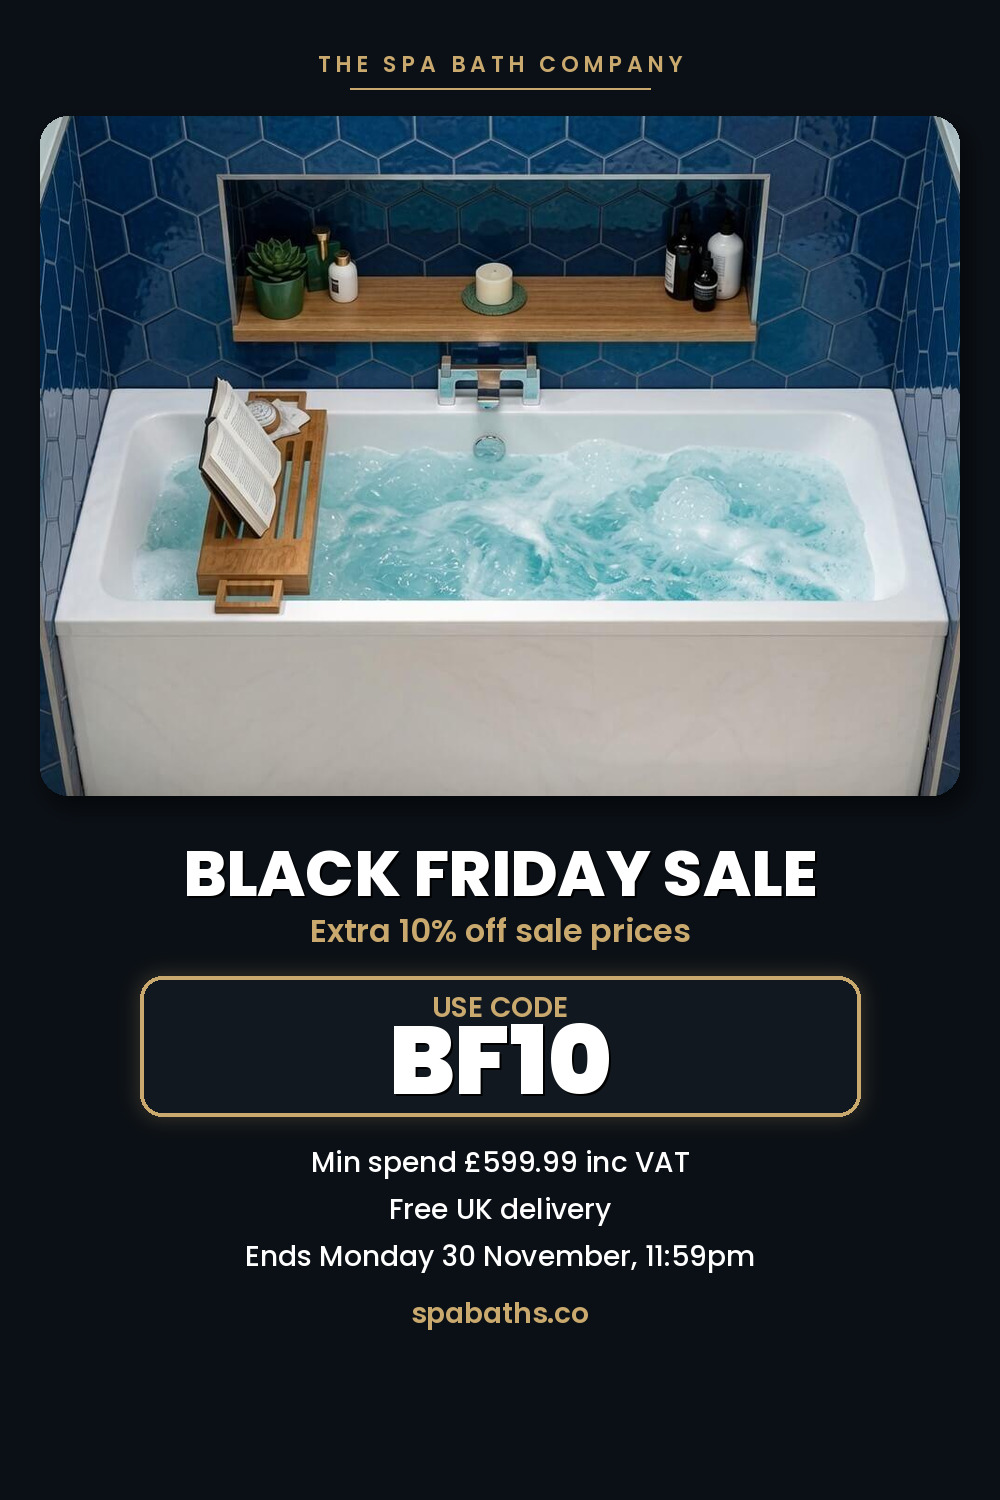 THE SPA BATH COMPANY
BLACK FRIDAY SALE
Extra 10% off sale prices
USE CODE
BF10
Min spend £599.99 inc VAT
Free UK delivery
Ends Monday 30 November, 11:59pm
spabaths.co